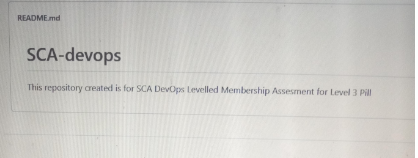 README.md
SCA-devops
This repository created is for SCA DevOps Levelled Membership Assesment for Level 3 Pill